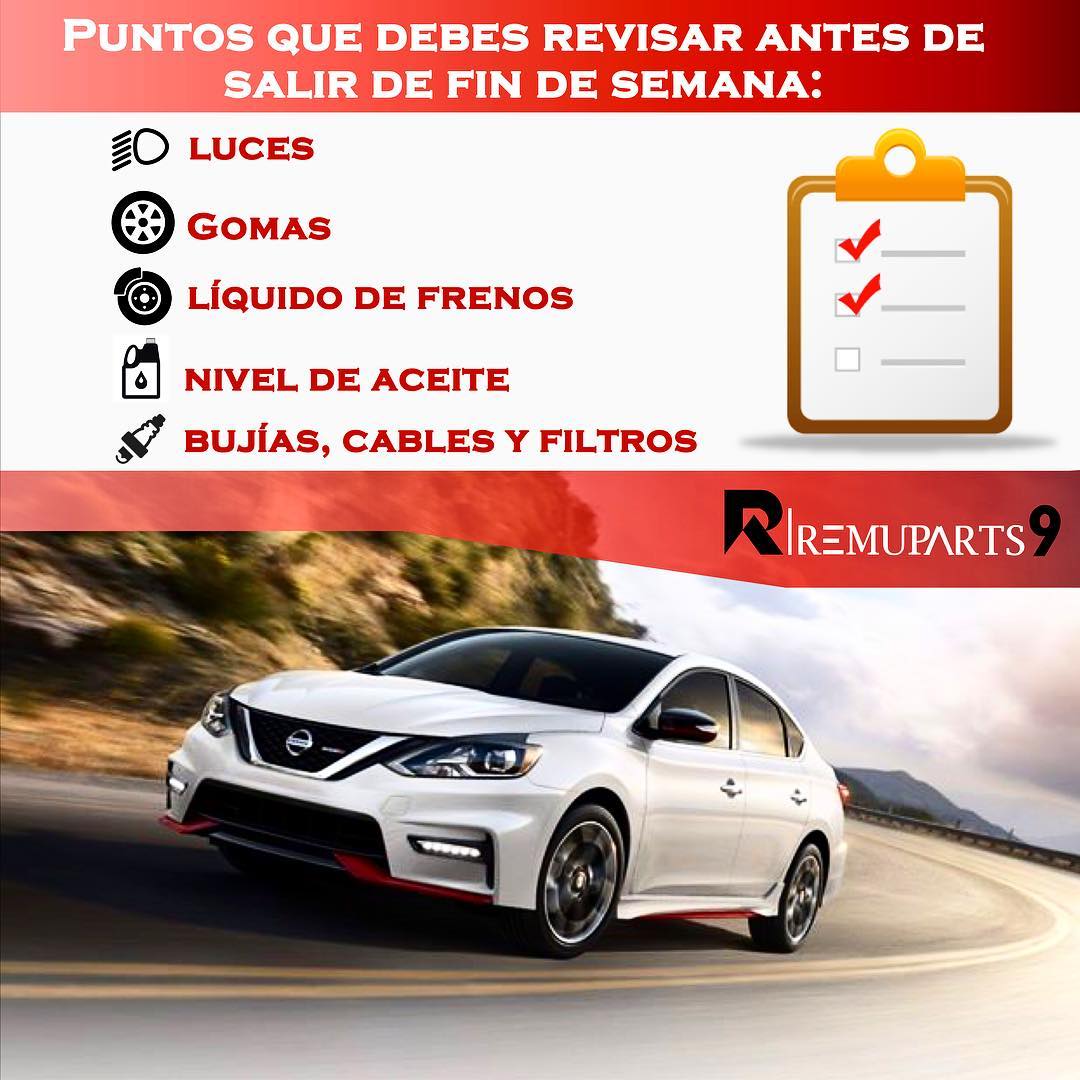 PUNTOS QUE DEBES REVISAR ANTES DE
SALIR DE FIN DE SEMANA:
LUCES
GOMAS
LÍQUIDO DE FRENOS
NIVEL DE ACEITE
BUJÍAS, CABLES Y FILTROS
R|REMUPARTS9